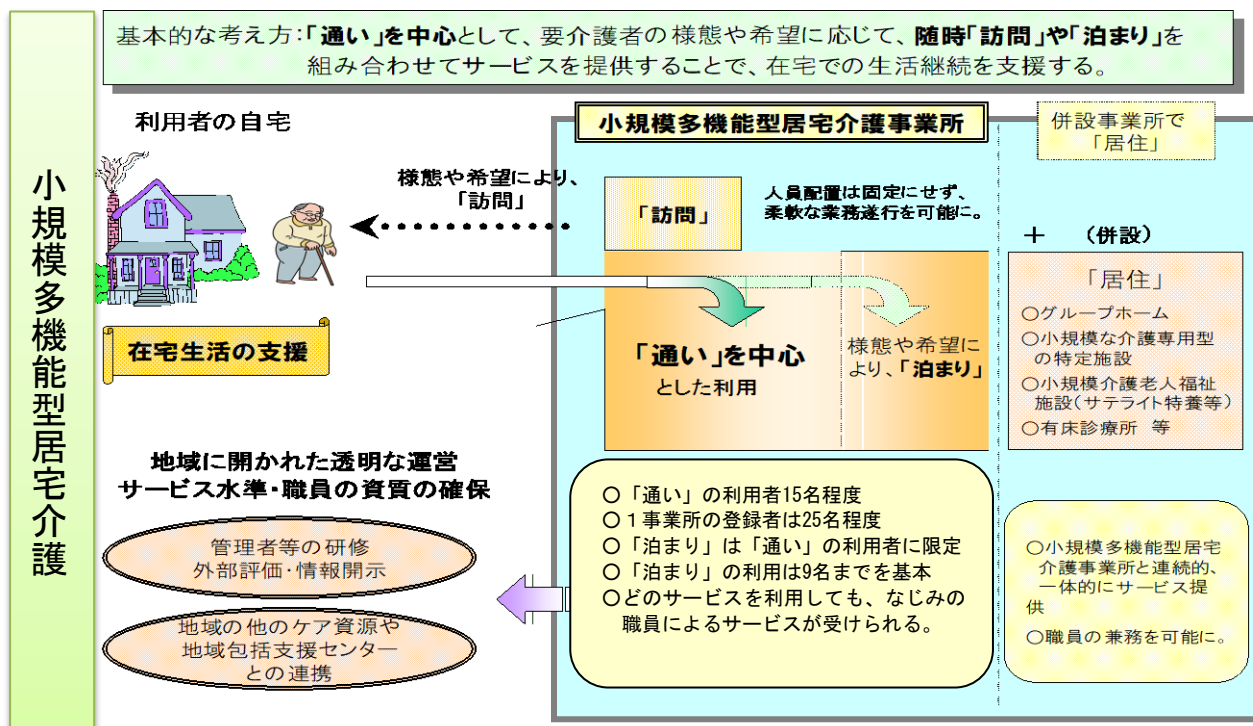 小規模多機能型居宅介護
基本的な考え方:「通い」を中心として、要介護者の様態や希望に応じて、随時「訪問」や「泊まり」を
組み合わせてサービスを提供することで、在宅での生活継続を支援する。
利用者の自宅
様態や希望により、
「訪問」
在宅生活の支援
小規模多機能型居宅介護事業所
「訪問」
人員配置は固定にせず、
柔軟な業務遂行を可能に。
「通い」を中心
とした利用
様態や希望に
より、「泊まり」
併設事業所で
「居住」
+ (併設)
「居住」
○グループホーム
○小規模な介護専用型
の特定施設
○小規模介護老人福祉
施設(サテライト特養等)
○有床診療所 等
地域に開かれた透明な運営
サービス水準・職員の資質の確保
管理者等の研修
外部評価・情報開示
地域の他のケア資源や
地域包括支援センター
との連携
○「通い」の利用者15名程度
○1事業所の登録者は25名程度
○「泊まり」は「通い」の利用者に限定
○「泊まり」の利用は9名までを基本
○どのサービスを利用しても、なじみの
職員によるサービスが受けられる。
○小規模多機能型居宅
介護事業所と連続的、
一体的にサービス提
供
○職員の兼務を可能に。